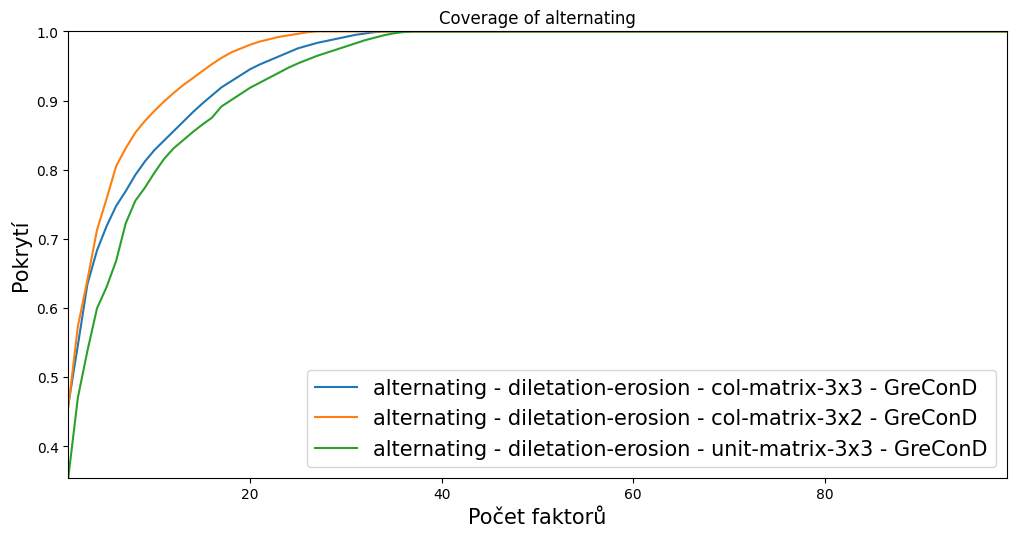 Coverage of alternating
1.0
0.9
0.8
0.7
0.6
0.5
0.4
Pokrytí
alternating - diletation-erosion - col-matrix-3x3 - GreConD
alternating - diletation-erosion - col-matrix-3x2 - GreConD
alternating - diletation-erosion - unit-matrix-3x3 - GreConD
20 40 60 80
Počet faktorů